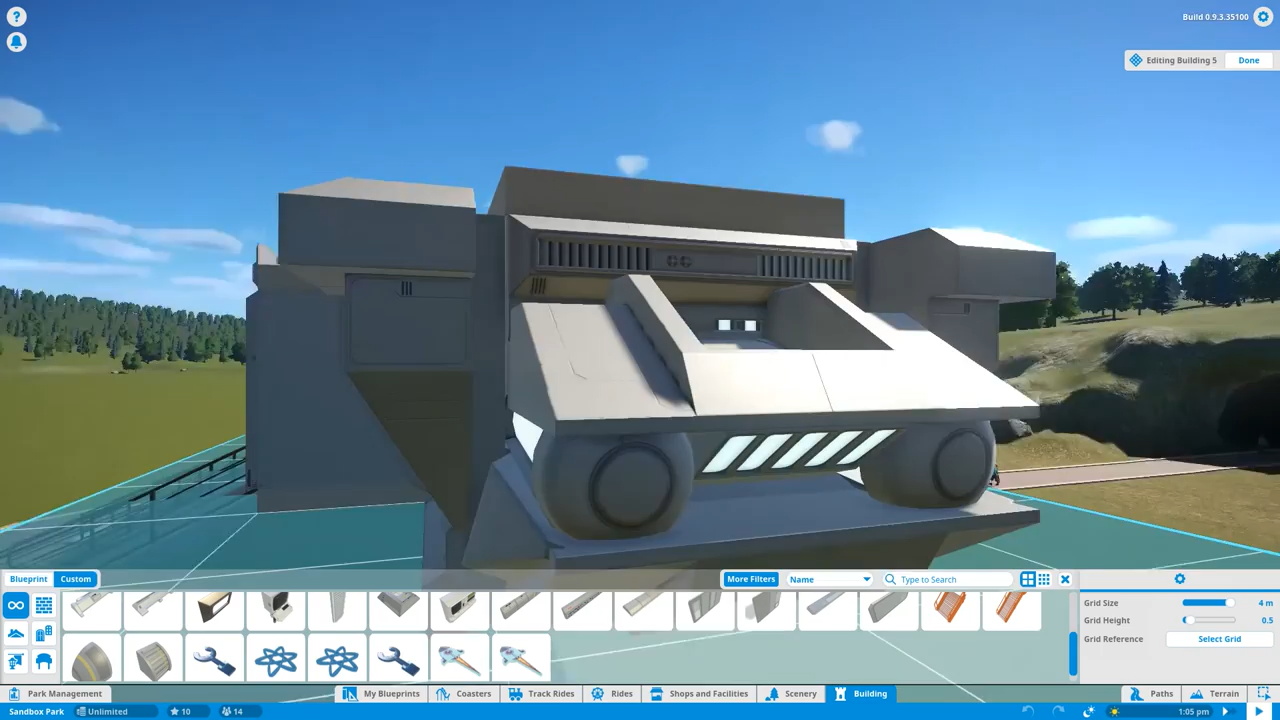 ?
Build 0.9.3.35100
Editing Building 5
Done
Blueprint
Custom
More Filters
Name
Type to Search
Grid Size
4 m
Grid Height
0.5
Grid Reference
Select Grid
Park Management
My Blueprints
Coasters
Track Rides
Rides
Shops and Facilities
Scenery
Building
Paths
Terrain
Sandbox Park
Unlimited
10
14
1:05 pm